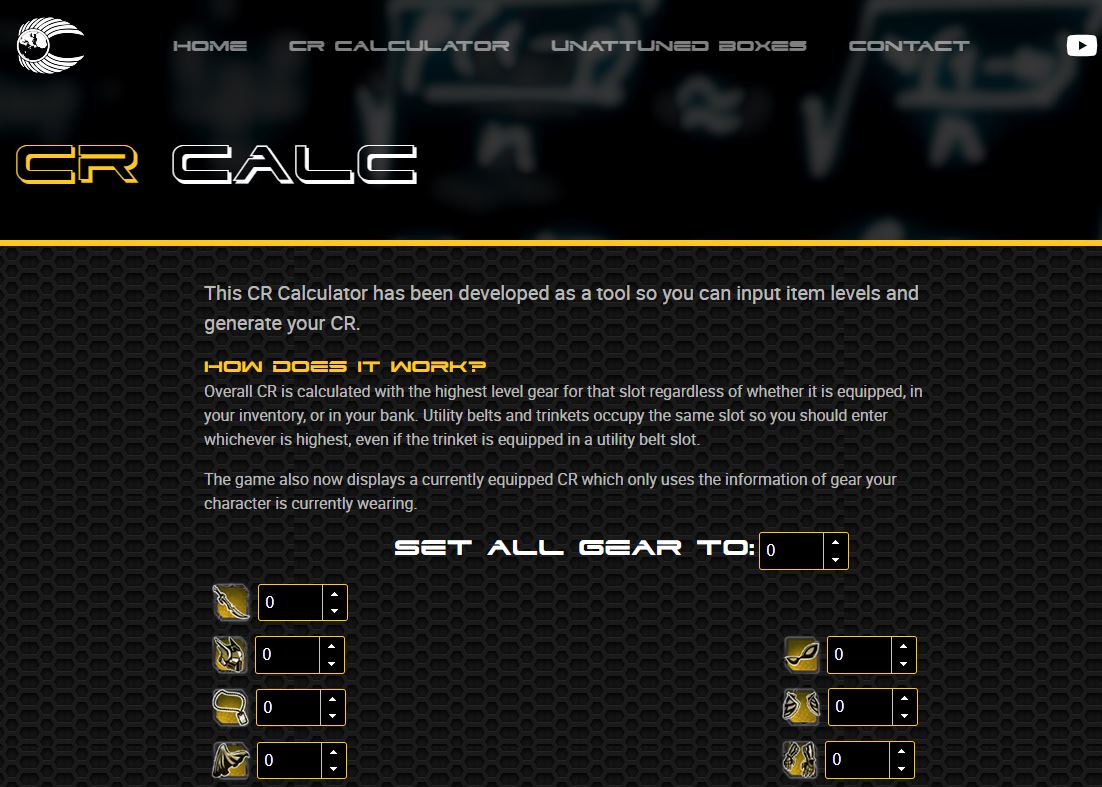 HOME CR CALCULATOR UNATTUNED BOXES CONTACT
CR CALC
This CR Calculator has been developed as a tool so you can input item levels and
generate your CR.
HOW DOES IT WORK?
Overall CR is calculated with the highest level gear for that slot regardless of whether it is equipped, in
your inventory, or in your bank. Utility belts and trinkets occupy the same slot so you should enter
whichever is highest, even if the trinket is equipped in a utility belt slot.
The game also now displays a currently equipped CR which only uses the information of gear your
character is currently wearing.
SET ALL GEAR TO: 0
0
0 0
0 0
0 0